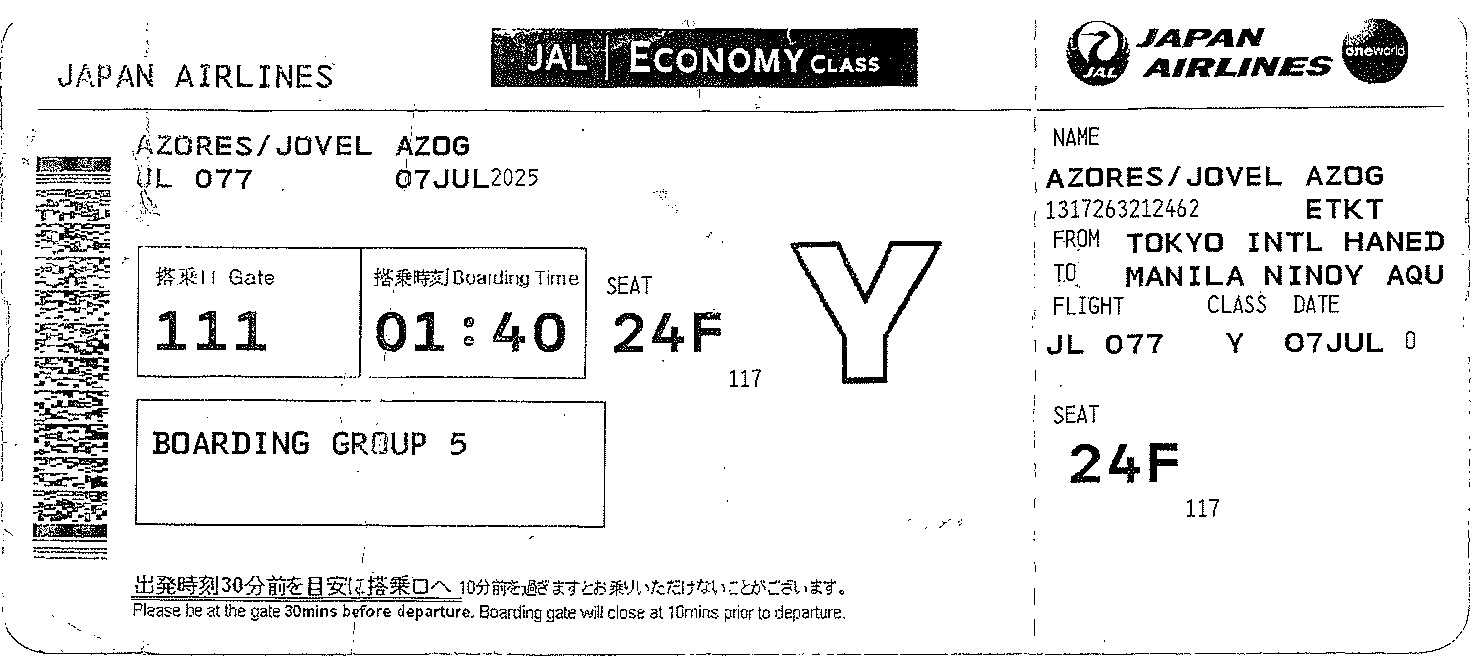 JAPAN AIRLINES
JAL | ECONOMY CLASS
JAL
JAPAN
AIRLINES
oneworld
AZORES/JOVEL AZOG
JL 077 07JUL2025
搭乗口 Gate
111
搭乗時刻 Boarding Time
01:40
SEAT
24F
117
Y
BOARDING GROUP 5
出発時刻30分前を目安に搭乗口へ 10分前を過ぎますとお乗りいただけないことがございます。
Please be at the gate 30mins before departure. Boarding gate will close at 10mins prior to departure.
NAME
AZORES/JOVEL AZOG
1317263212462 ETKT
FROM TOKYO INTL HANED
TO MANILA NINOY AQU
FLIGHT CLASS DATE
JL 077 Y 07JUL 0
SEAT
24F
117